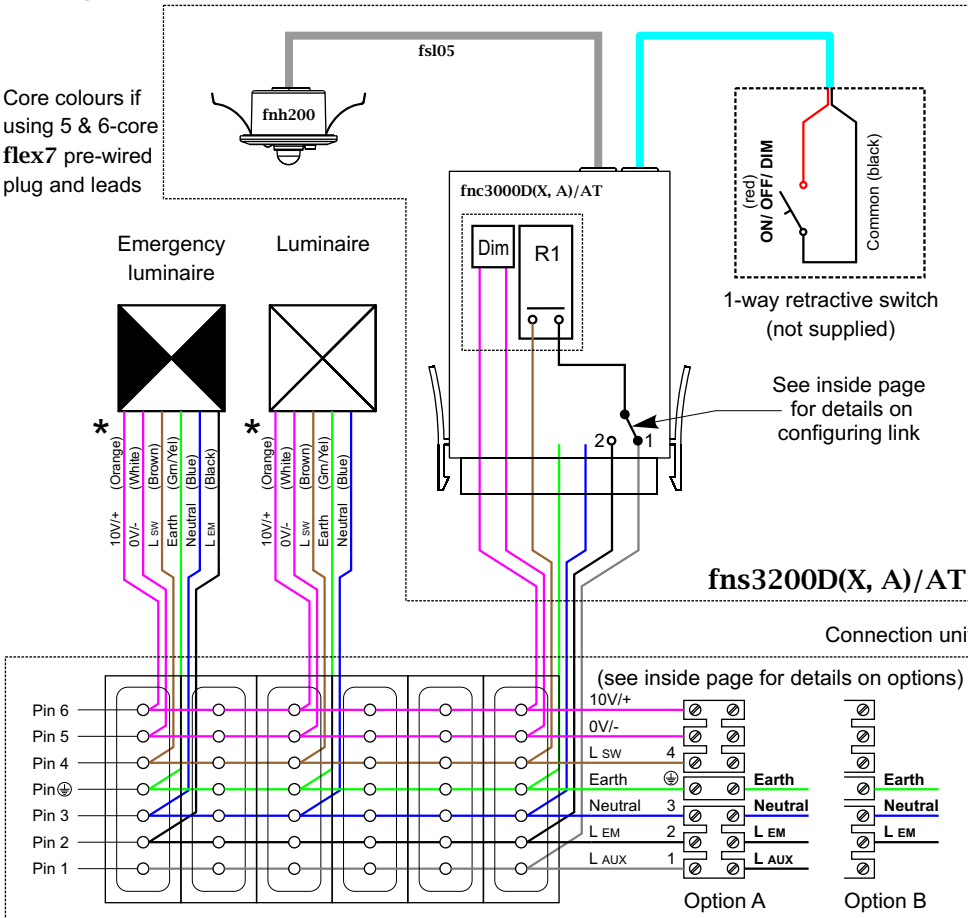 fsl05
Core colours if
using 5 & 6-core
flex7 pre-wired
plug and leads
fnh200
fnc3000D(X, A)/AT
Dim
R1
(red)
ON/ OFF/ DIM
Common (black)
1-way retractive switch
(not supplied)
Emergency
luminaire
Luminaire
See inside page
for details on
configuring link
2
1
*
10V/+ (Orange)
0V/- (White)
L SW (Brown)
Earth (Grn/Yel)
Neutral (Blue)
L EM (Black)
*
10V/+ (Orange)
0V/- (White)
L SW (Brown)
Earth (Grn/Yel)
Neutral (Blue)
fns3200D(X, A)/AT
Connection uni
(see inside page for details on options)
Pin 6
10V/+
Pin 5
0V/-
Pin 4
L SW 4
Pin
Earth
Earth
Earth
Pin 3
Neutral 3
Neutral
Neutral
Pin 2
L EM 2
L EM
L EM
Pin 1
L AUX 1
L AUX
Option A
Option B